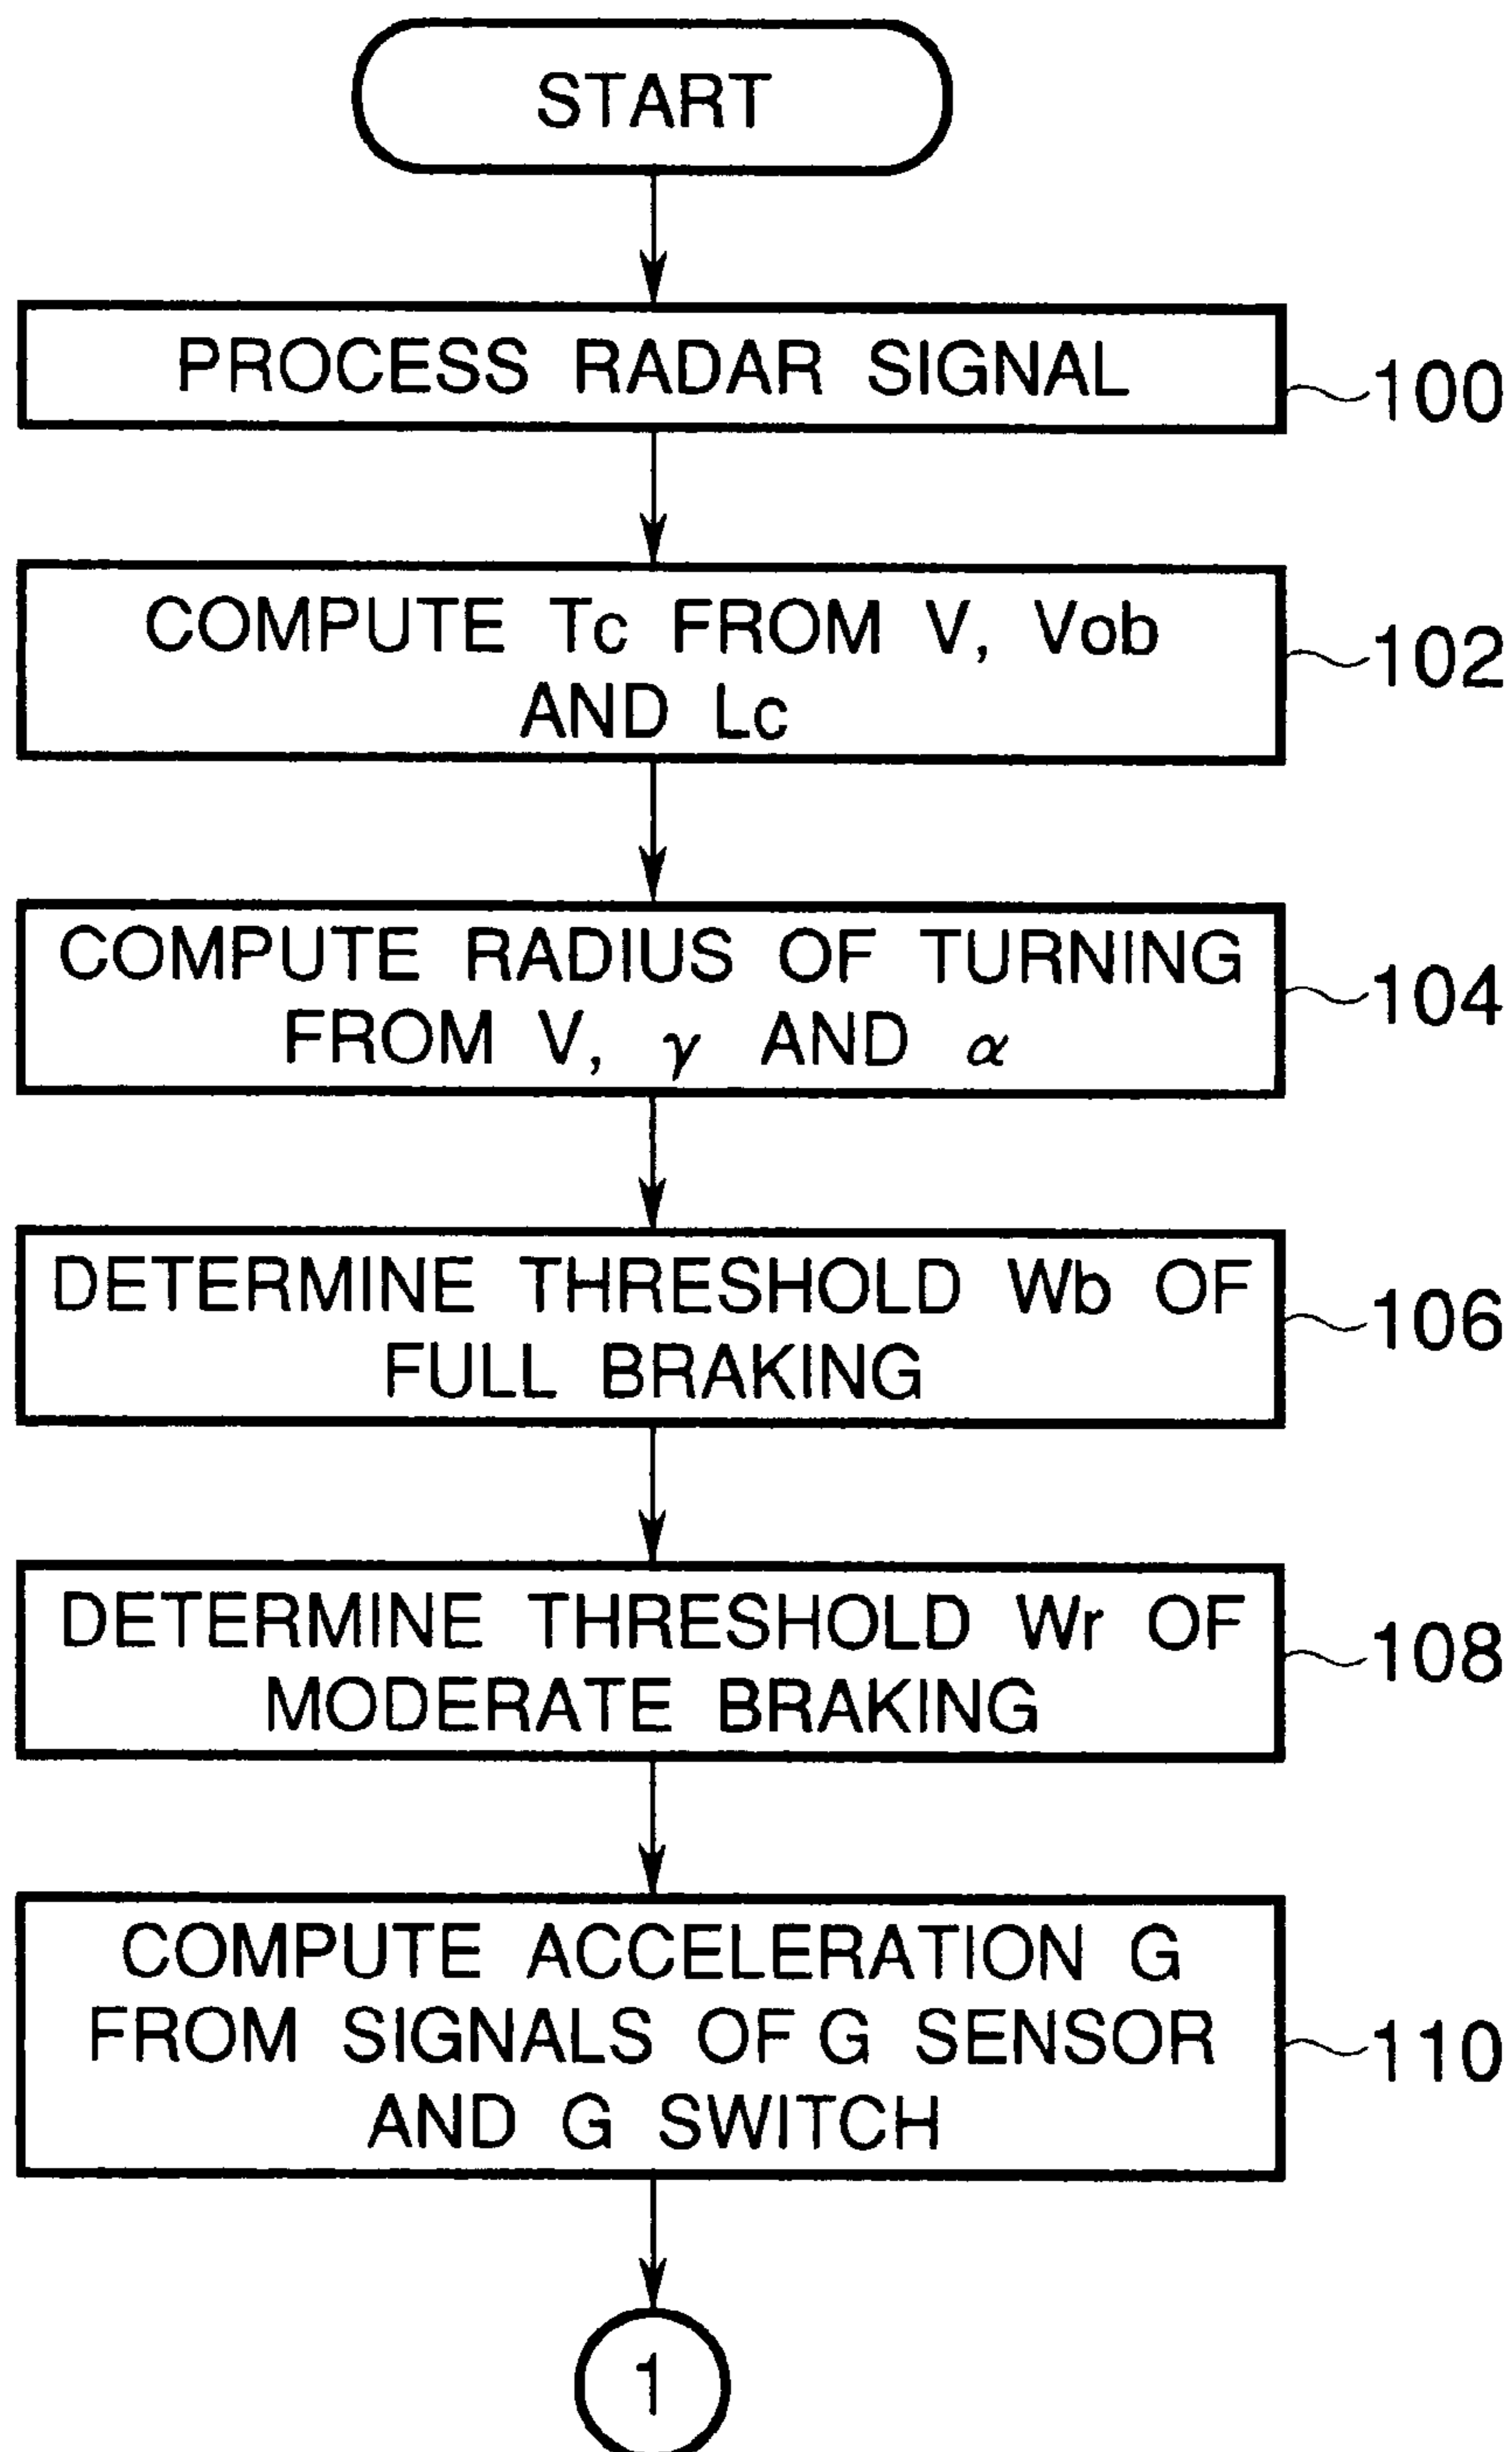 START
PROCESS RADAR SIGNAL
100
COMPUTE Tc FROM V, Vob
AND Lc
102
COMPUTE RADIUS OF TURNING
FROM V, γ AND α
104
DETERMINE THRESHOLD Wb OF
FULL BRAKING
106
DETERMINE THRESHOLD Wr OF
MODERATE BRAKING
108
COMPUTE ACCELERATION G
FROM SIGNALS OF G SENSOR
AND G SWITCH
110
1